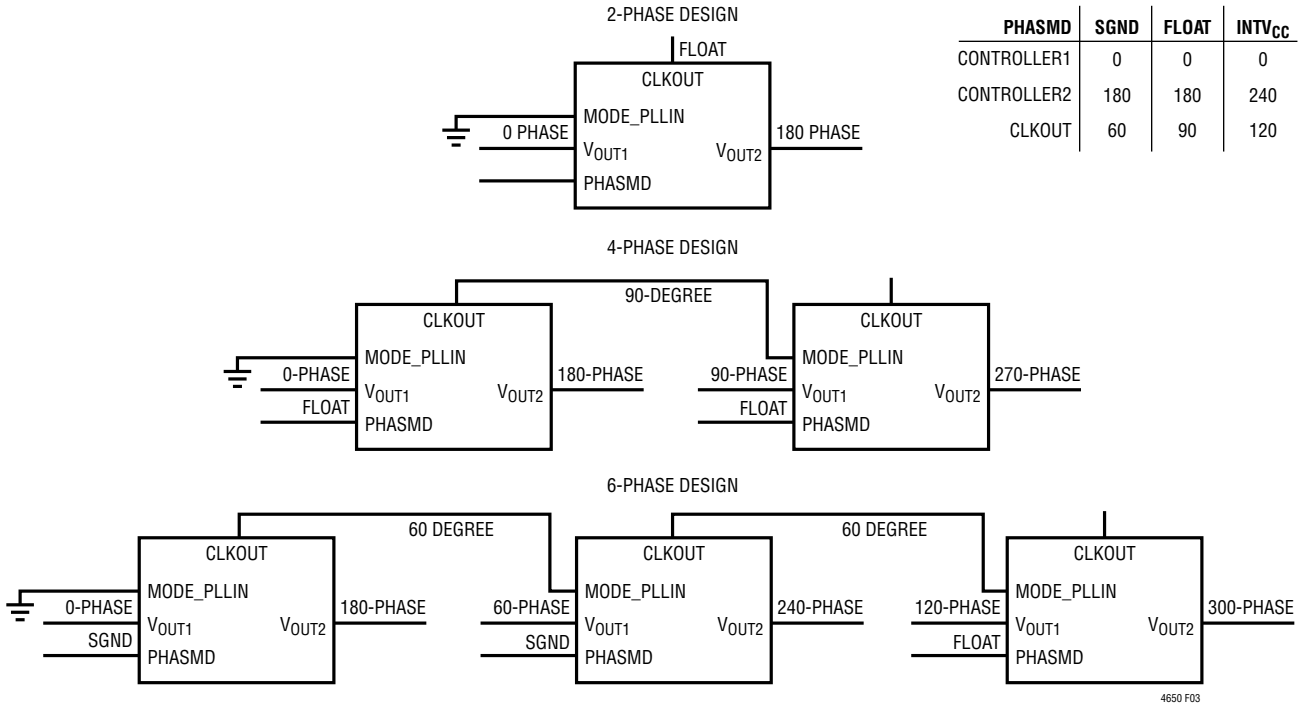 2-PHASE DESIGN
FLOAT
CLKOUT
MODE_PLLIN
0 PHASE
180 PHASE
VOUT1
VOUT2
PHASMD
PHASMD SGND FLOAT INTVCC
CONTROLLER1 0 0 0
CONTROLLER2 180 180 240
CLKOUT 60 90 120
4-PHASE DESIGN
90-DEGREE
CLKOUT
CLKOUT
MODE_PLLIN
MODE_PLLIN
0-PHASE
180-PHASE
90-PHASE
270-PHASE
VOUT1
VOUT2
VOUT1
VOUT2
FLOAT
FLOAT
PHASMD
PHASMD
6-PHASE DESIGN
60 DEGREE
60 DEGREE
CLKOUT
CLKOUT
CLKOUT
MODE_PLLIN
MODE_PLLIN
MODE_PLLIN
0-PHASE
180-PHASE
60-PHASE
240-PHASE
120-PHASE
300-PHASE
VOUT1
VOUT2
VOUT1
VOUT2
VOUT1
VOUT2
SGND
SGND
FLOAT
PHASMD
PHASMD
PHASMD
4650 F03